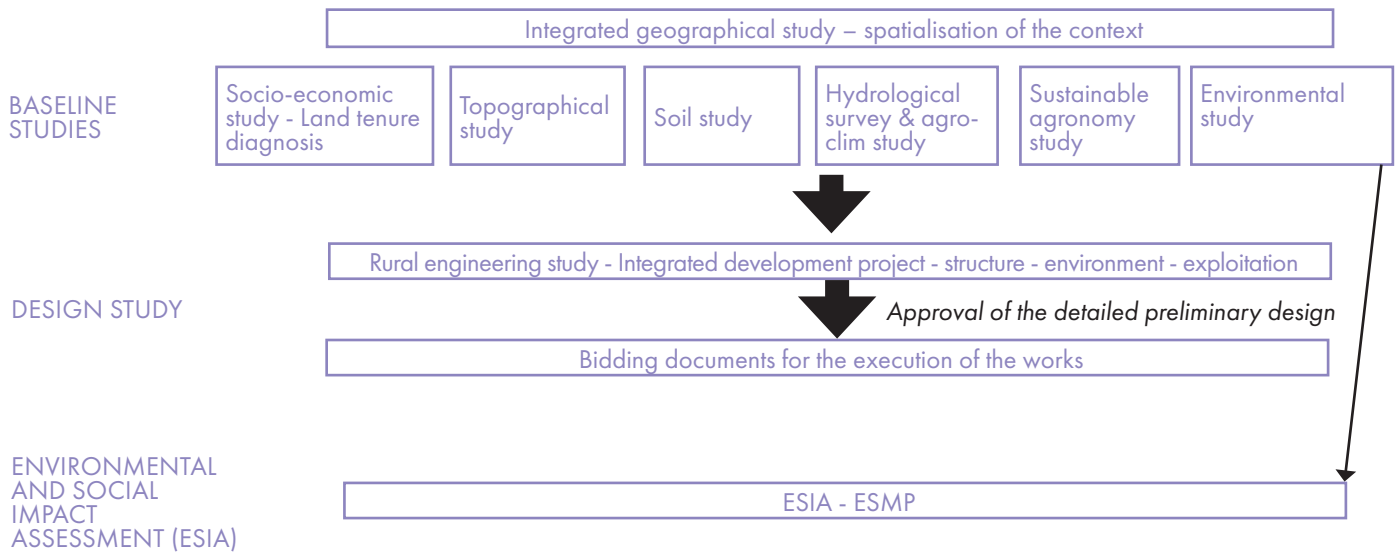 Integrated geographical study – spatialisation of the context
BASELINE
STUDIES
Socio-economic
study - Land tenure
diagnosis
Topographical
study
Soil study
Hydrological
survey & agro-
clim study
Sustainable
agronomy
study
Environmental
study
Rural engineering study - Integrated development project - structure - environment - exploitation
DESIGN STUDY
Approval of the detailed preliminary design
Bidding documents for the execution of the works
ENVIRONMENTAL
AND SOCIAL
IMPACT
ASSESSMENT (ESIA)
ESIA - ESMP